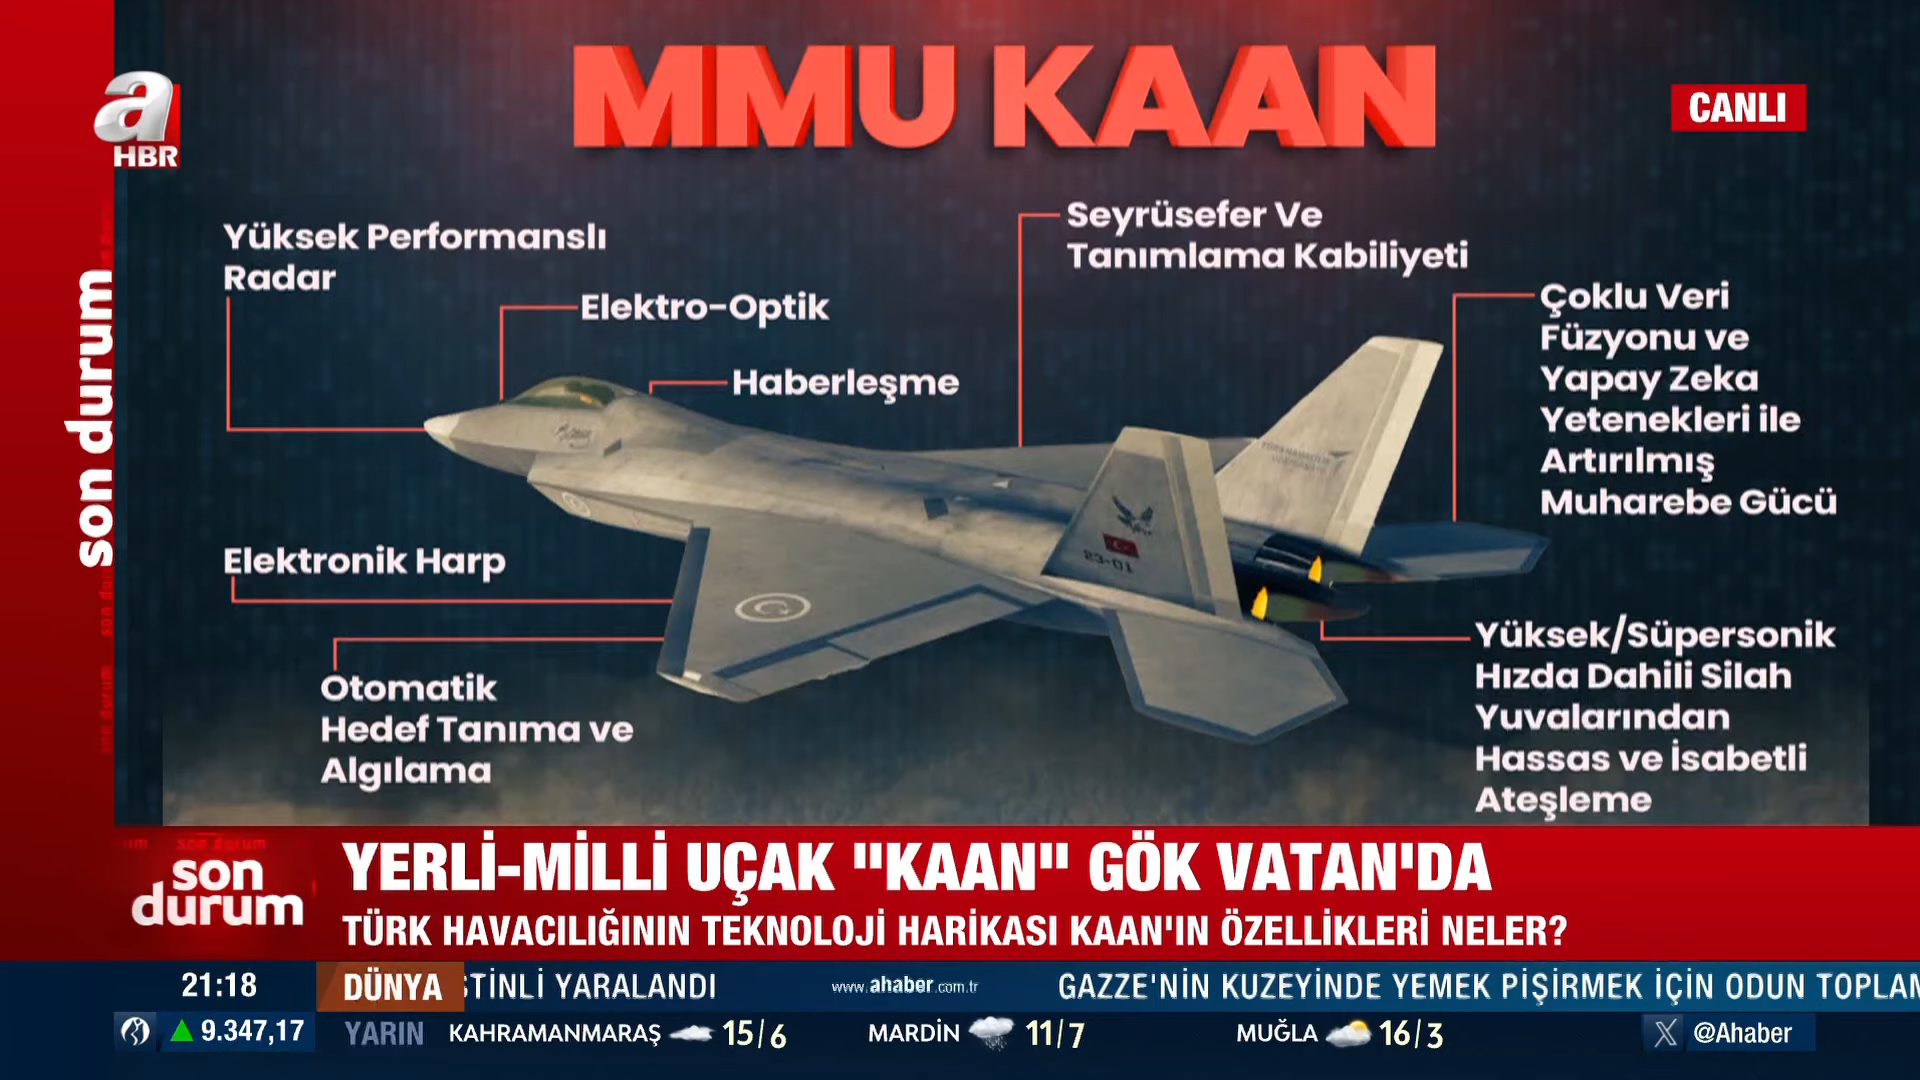 MMU KAAN
a
HBR
CANLI
Yüksek Performanslı
Radar
Elektro-Optik
Haberleşme
Seyrüsefer Ve
Tanımlama Kabiliyeti
Çoklu Veri
Füzyonu ve
Yapay Zeka
Yetenekleri ile
Artırılmış
Muharebe Gücü
Elektronik Harp
Otomatik
Hedef Tanıma ve
Algılama
Yüksek/Süpersonik
Hızda Dahili Silah
Yuvalarından
Hassas ve İsabetli
Ateşleme
23-01
son durum
son
durum
YERLİ-MİLLİ UÇAK "KAAN" GÖK VATAN'DA
TÜRK HAVACILIĞININ TEKNOLOJİ HARİKASI KAAN'IN ÖZELLİKLERİ NELER?
21:18
DÜNYA
STİNLİ YARALANDI
www.ahaber.com.tr
GAZZE'NİN KUZEYİNDE YEMEK PİŞİRMEK İÇİN ODUN TOPLAN
9.347,17
YARIN
KAHRAMANMARAŞ 15/6
MARDİN 11/7
MUĞLA 16/3
@Ahaber